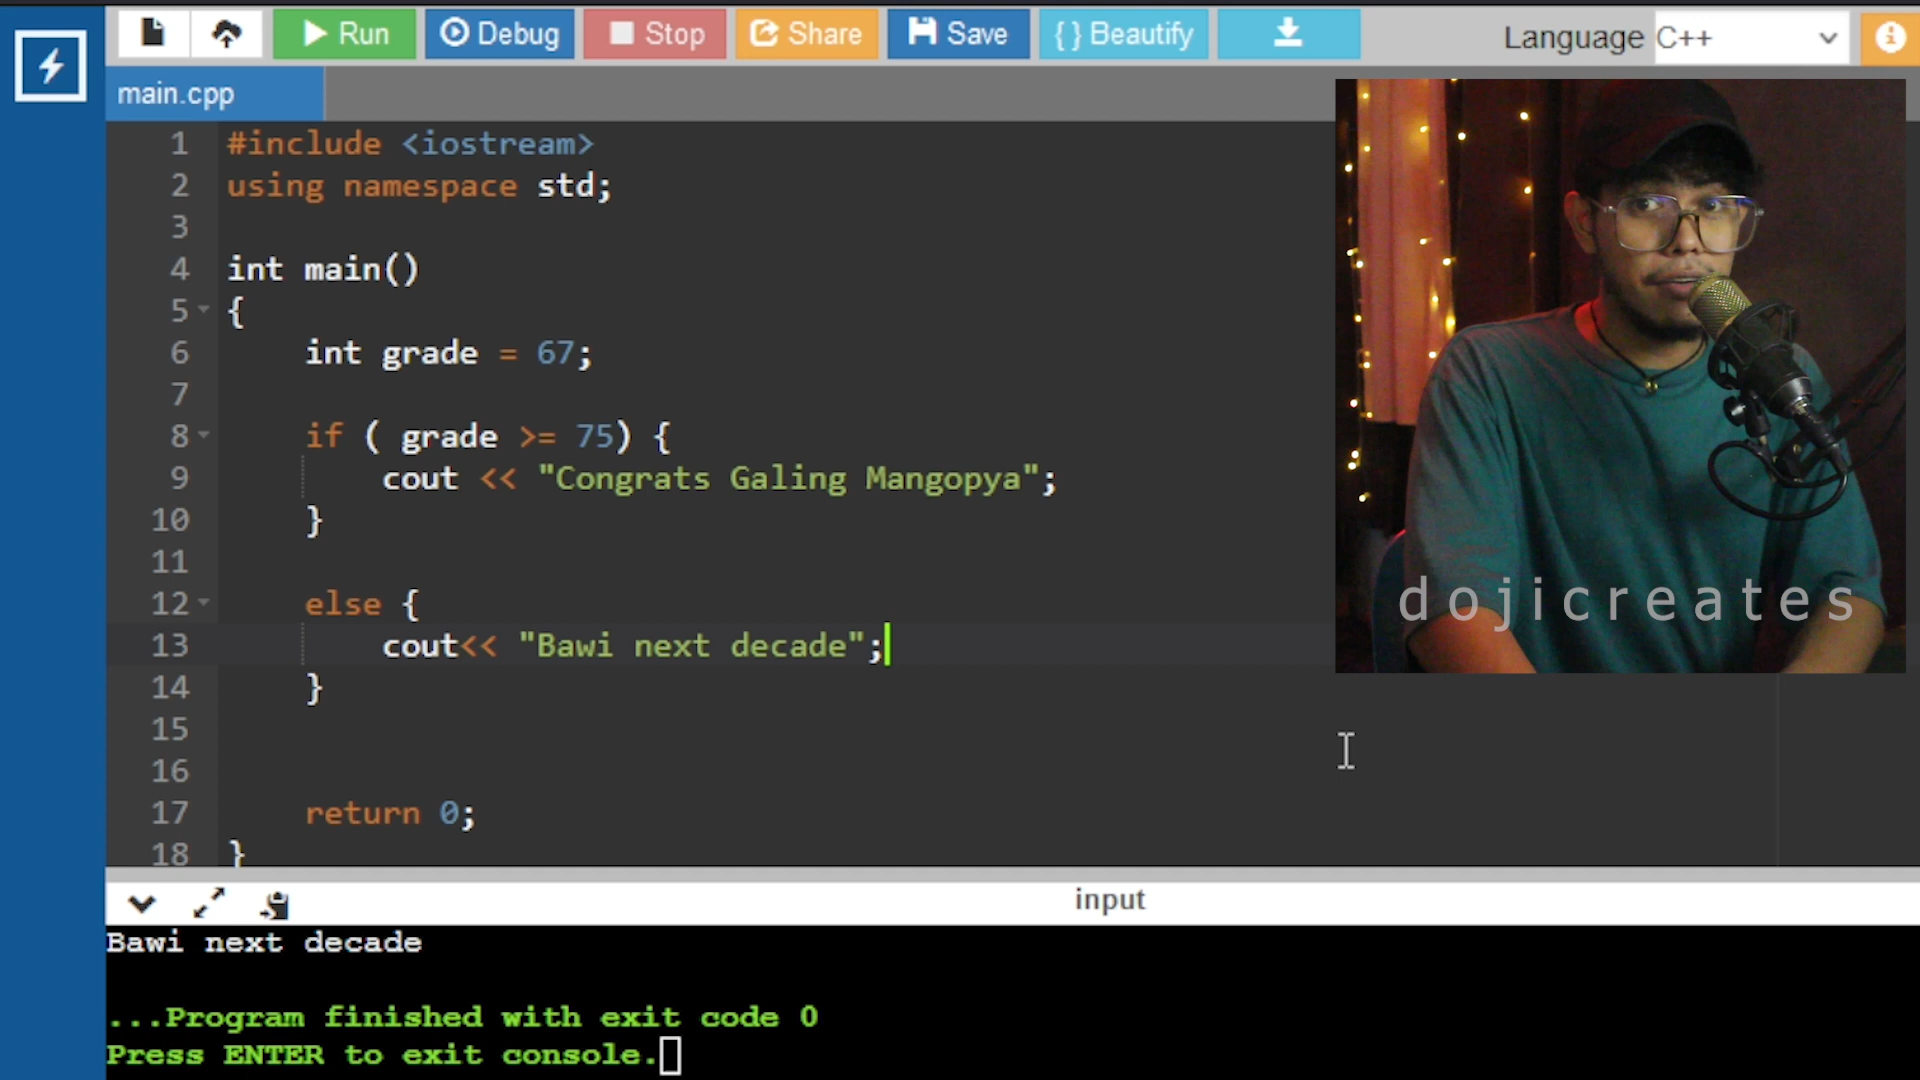 Run Debug Stop Share Save { } Beautify Language C++
main.cpp
1 #include <iostream>
2 using namespace std;
3
4 int main()
5 {
6 int grade = 67;
7
8 if ( grade >= 75) {
9 cout << "Congrats Galing Mangopya";
10 }
11
12 else {
13 cout<< "Bawi next decade";
14 }
15
16
17 return 0;
18 }
dojicreates
input
Bawi next decade
...Program finished with exit code 0
Press ENTER to exit console.